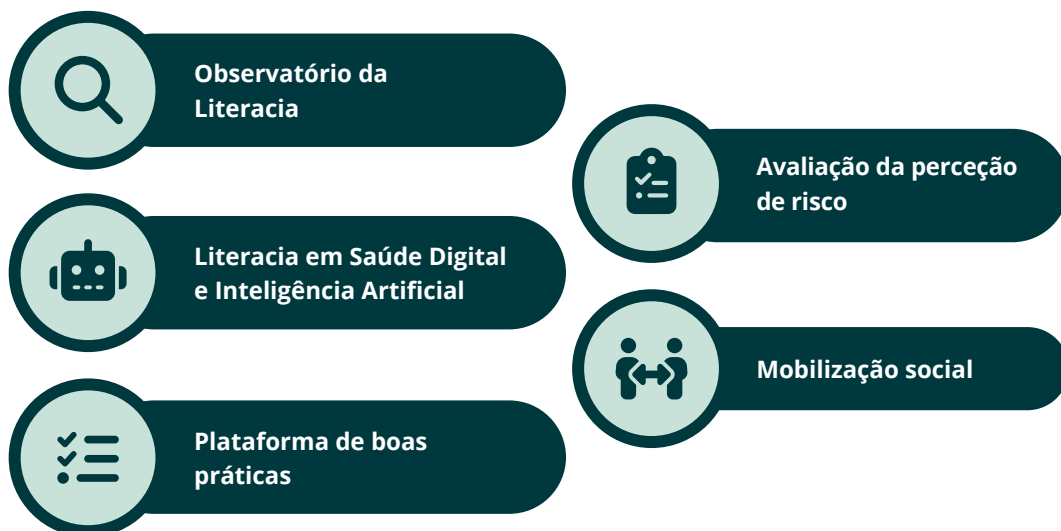 Observatório da
Literacia
Literacia em Saúde Digital
e Inteligência Artificial
Plataforma de boas
práticas
Avaliação da perceção
de risco
Mobilização social